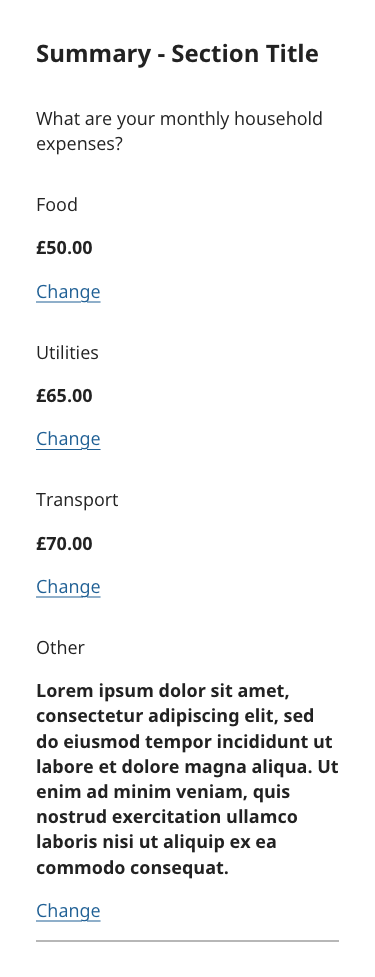 Summary - Section Title
What are your monthly household
expenses?
Food
£50.00
Change
Utilities
£65.00
Change
Transport
£70.00
Change
Other
Lorem ipsum dolor sit amet,
consectetur adipiscing elit, sed
do eiusmod tempor incididunt ut
labore et dolore magna aliqua. Ut
enim ad minim veniam, quis
nostrud exercitation ullamco
laboris nisi ut aliquip ex ea
commodo consequat.
Change